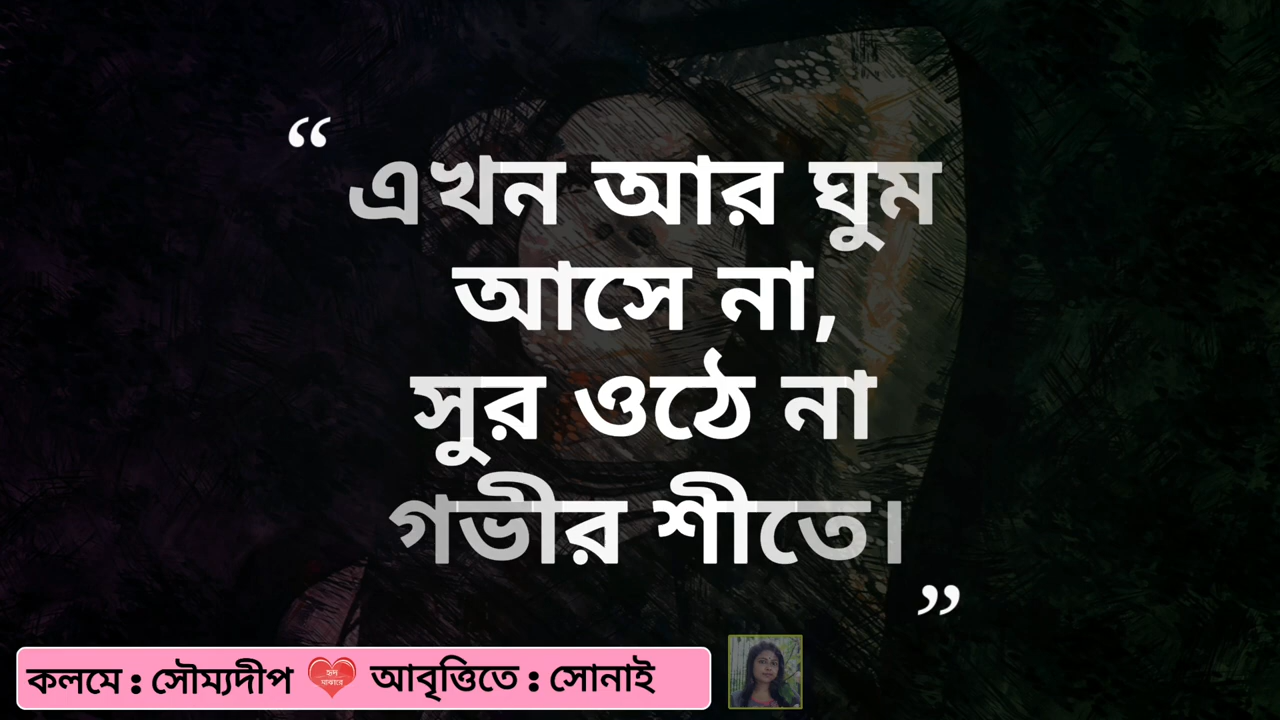 “
এখন আর ঘুম
আসে না,
সুর ওঠে না
গভীর শীতে।
”
কলমে : সৌম্যদীপ হৃদ মাঝারে আবৃত্তিতে : সোনাই